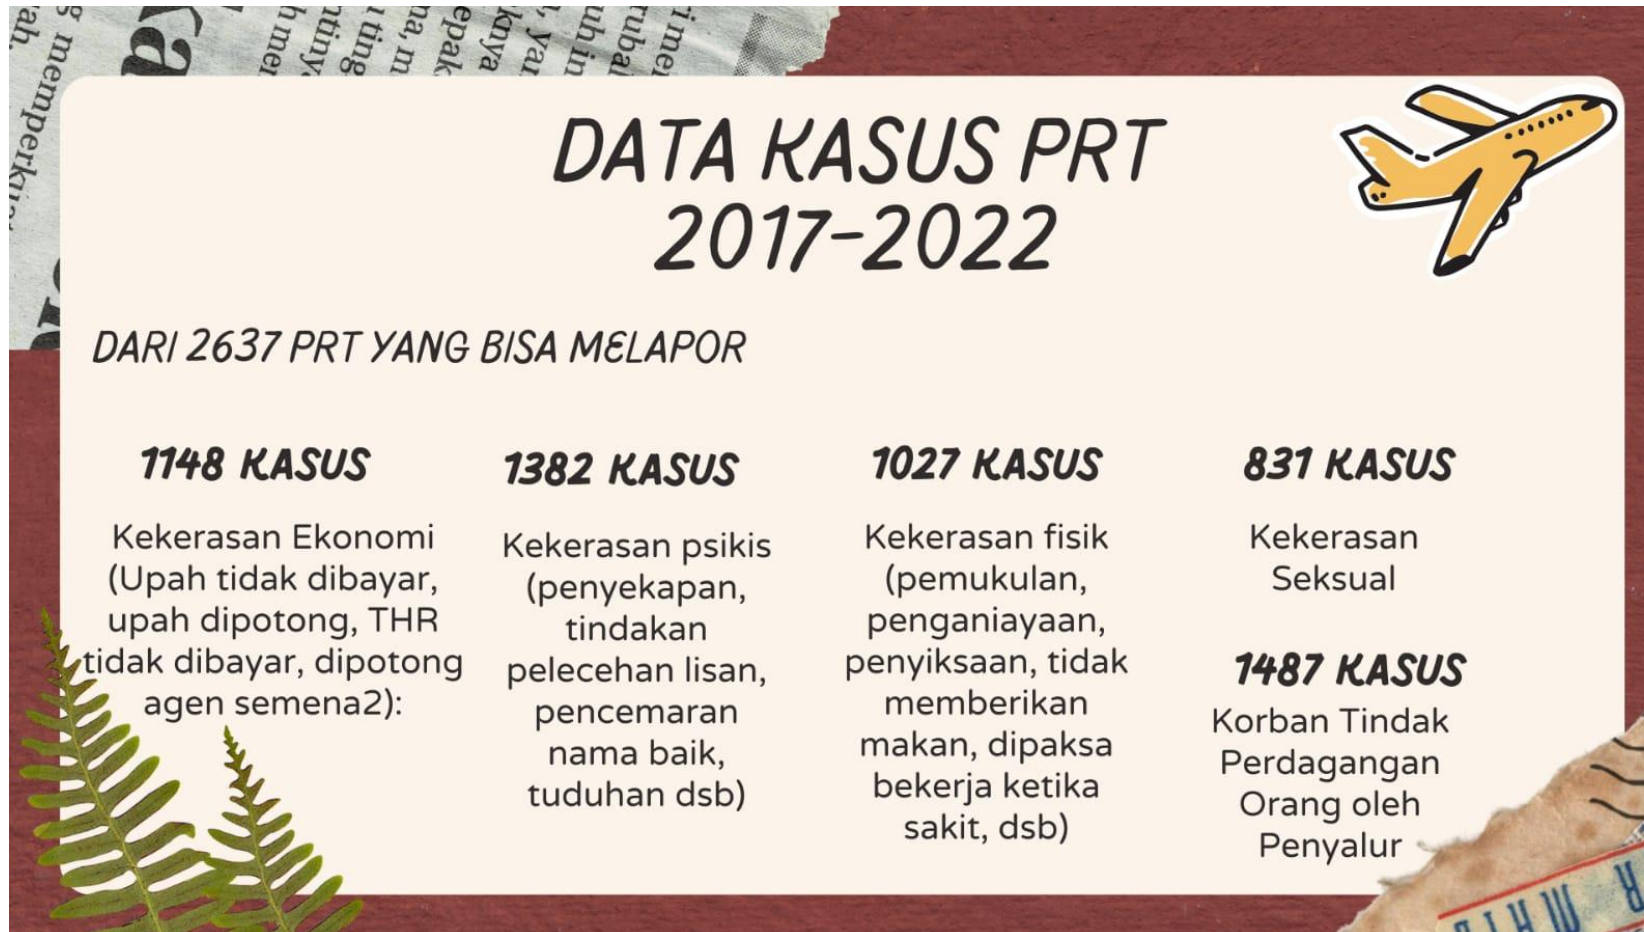 DATA KASUS PRT
2017-2022
DARI 2637 PRT YANG BISA MELAPOR
1148 KASUS
Kekerasan Ekonomi
(Upah tidak dibayar,
upah dipotong, THR
tidak dibayar, dipotong
agen semena2):
1382 KASUS
Kekerasan psikis
(penyekapan,
tindakan
pelecehan lisan,
pencemaran
nama baik,
tuduhan dsb)
1027 KASUS
Kekerasan fisik
(pemukulan,
penganiayaan,
penyiksaan, tidak
memberikan
makan, dipaksa
bekerja ketika
sakit, dsb)
831 KASUS
Kekerasan
Seksual
1487 KASUS
Korban Tindak
Perdagangan
Orang oleh
Penyalur